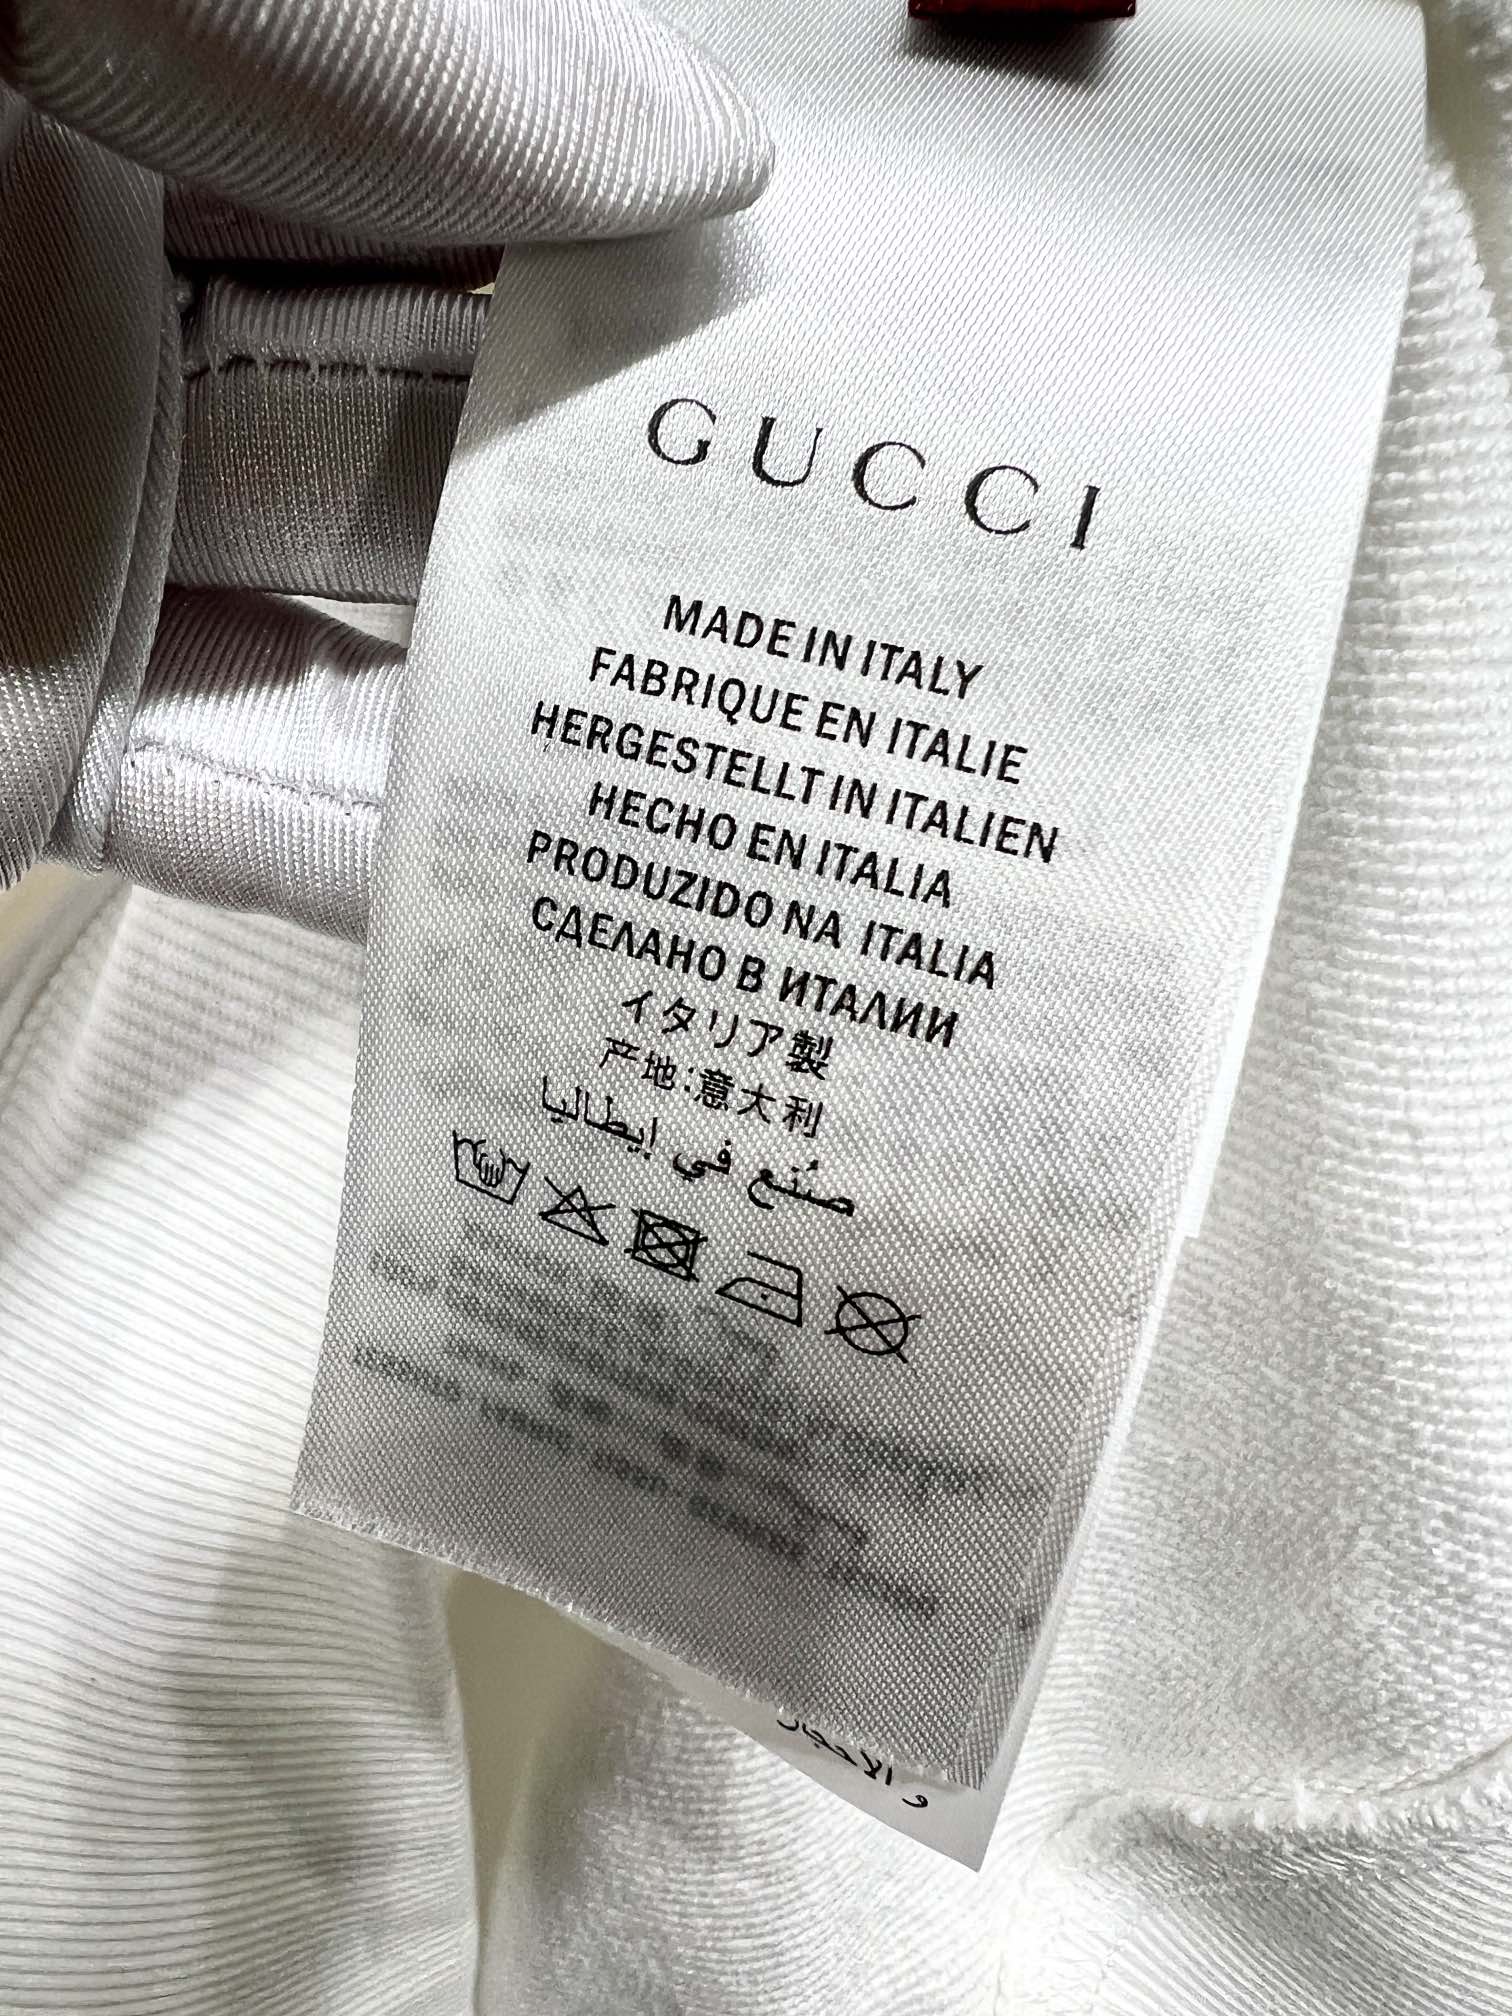 GUCCI
MADE IN ITALY
FABRIQUE EN ITALIE
HERGESTELLT IN ITALIEN
HECHO EN ITALIA
PRODUZIDO NA ITALIA
СДЕЛАНО В ИТАЛИИ
イタリア製
产地:意大利
صُنع في إيطاليا
و الاحجار